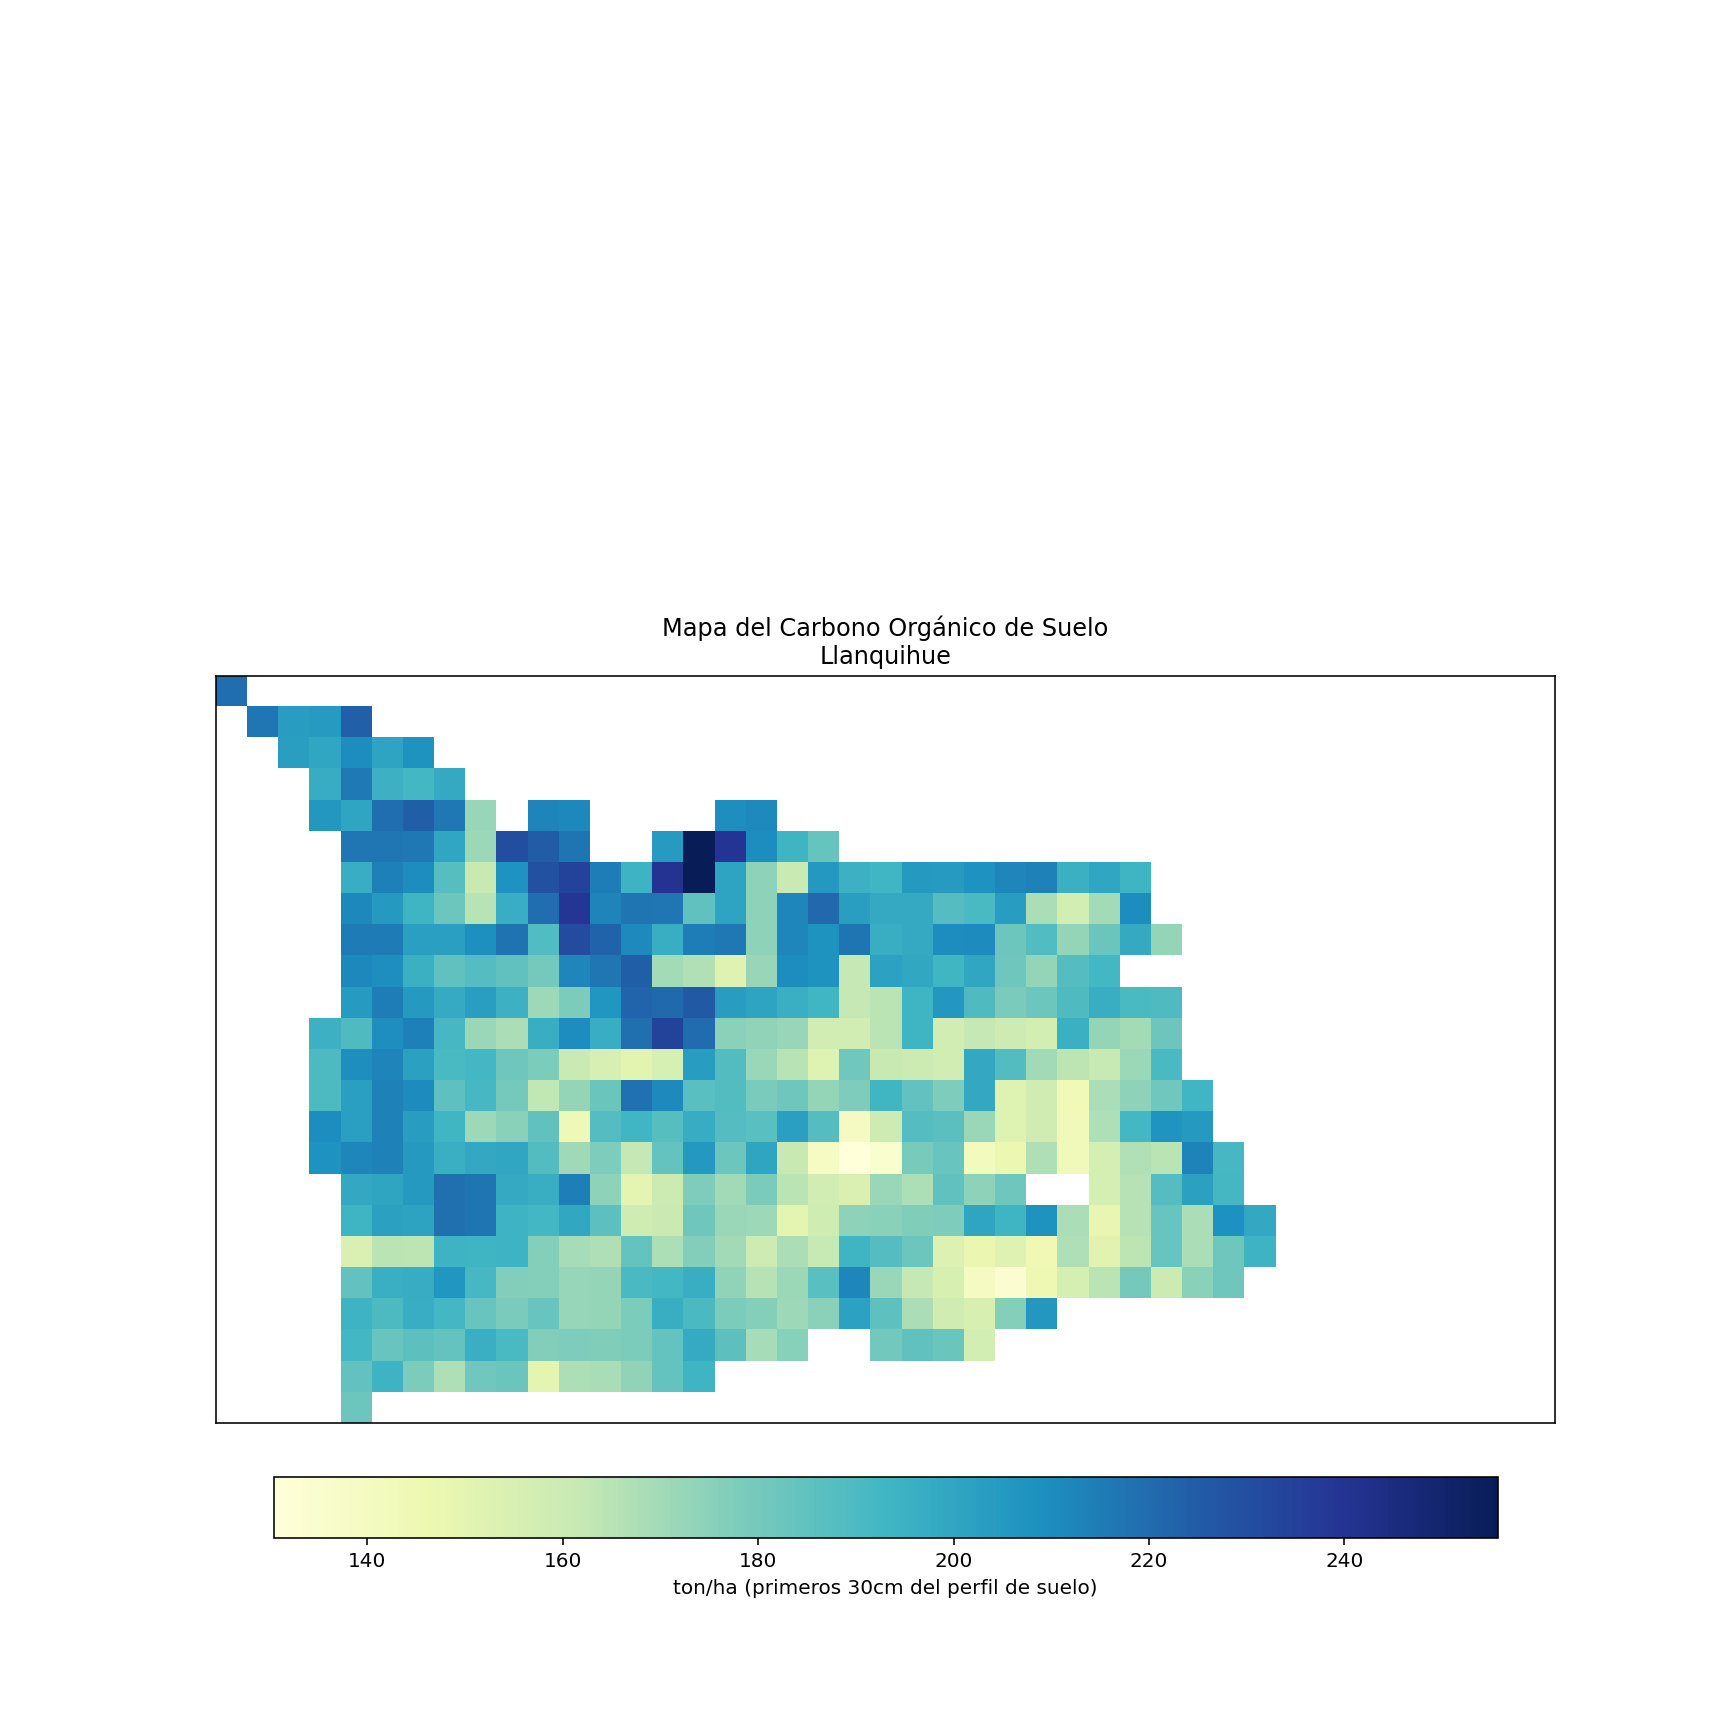 Mapa del Carbono Orgánico de Suelo
Llanquihue
140 160 180 200 220 240
ton/ha (primeros 30cm del perfil de suelo)